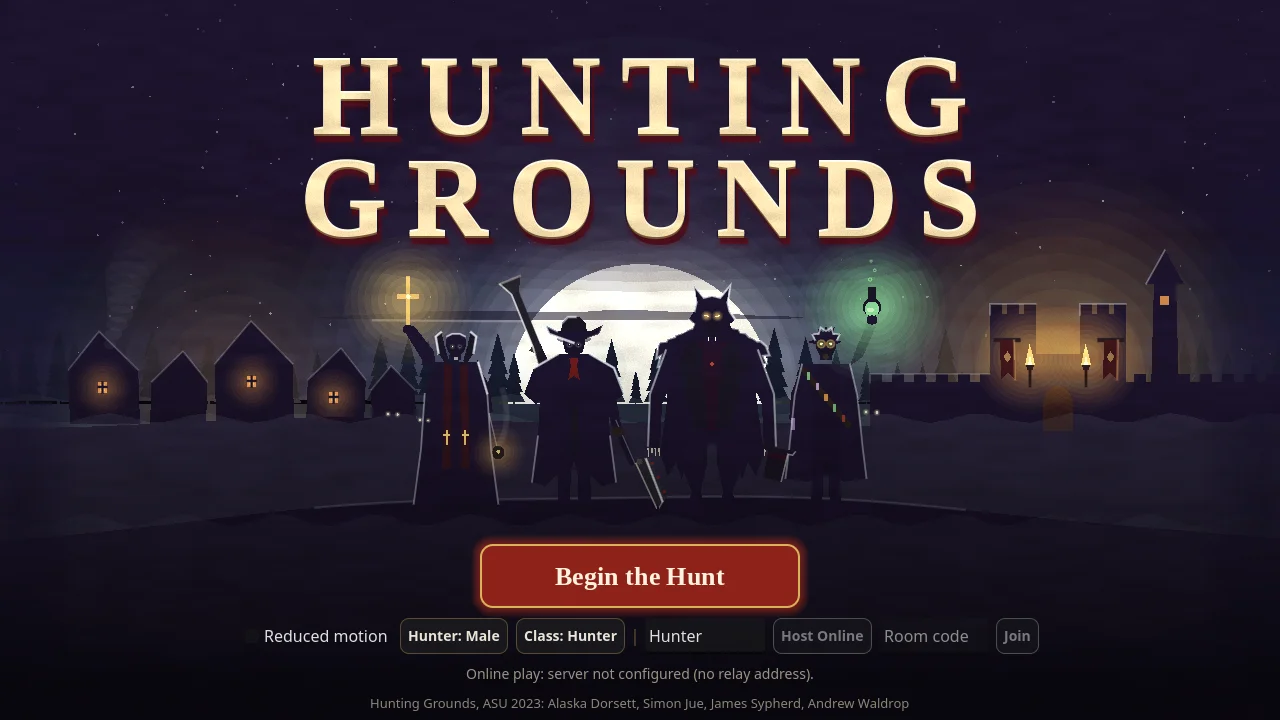 HUNTING
GROUNDS
Begin the Hunt
Reduced motion Hunter: Male Class: Hunter | Hunter Host Online Room code Join
Online play: server not configured (no relay address).
Hunting Grounds, ASU 2023: Alaska Dorsett, Simon Jue, James Sypherd, Andrew Waldrop